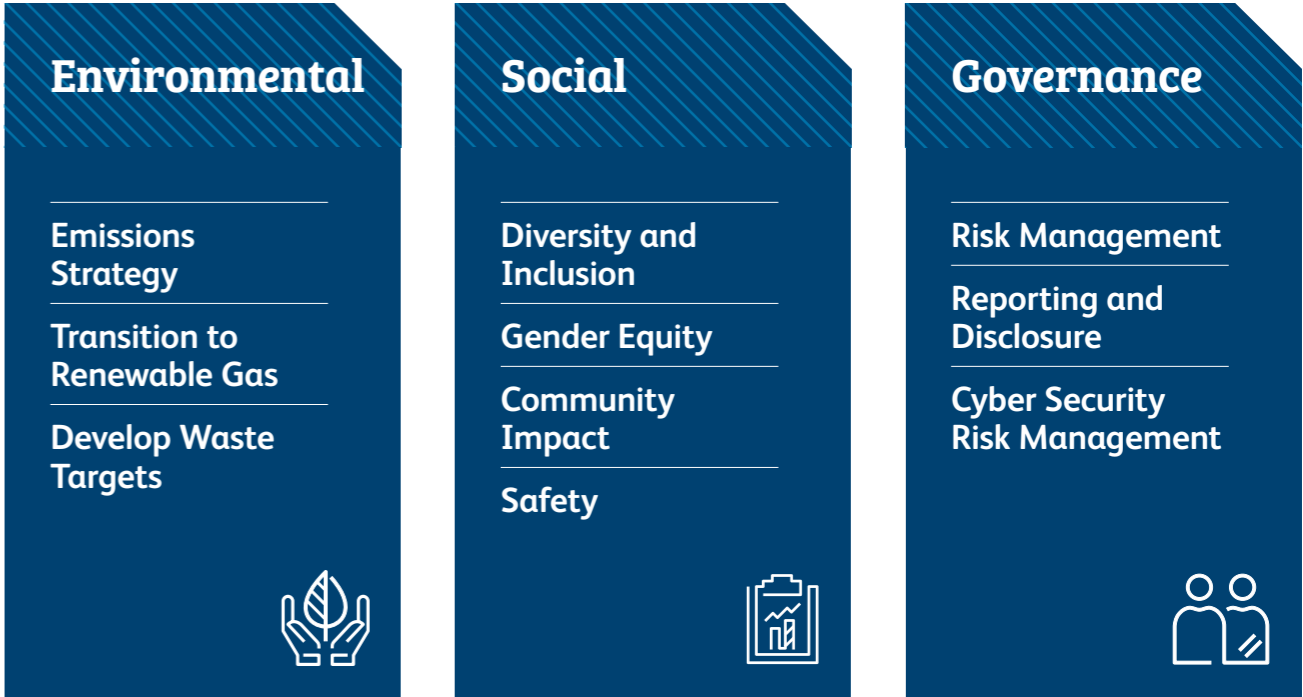 Environmental
Emissions
Strategy
Transition to
Renewable Gas
Develop Waste
Targets
Social
Diversity and
Inclusion
Gender Equity
Community
Impact
Safety
Governance
Risk Management
Reporting and
Disclosure
Cyber Security
Risk Management